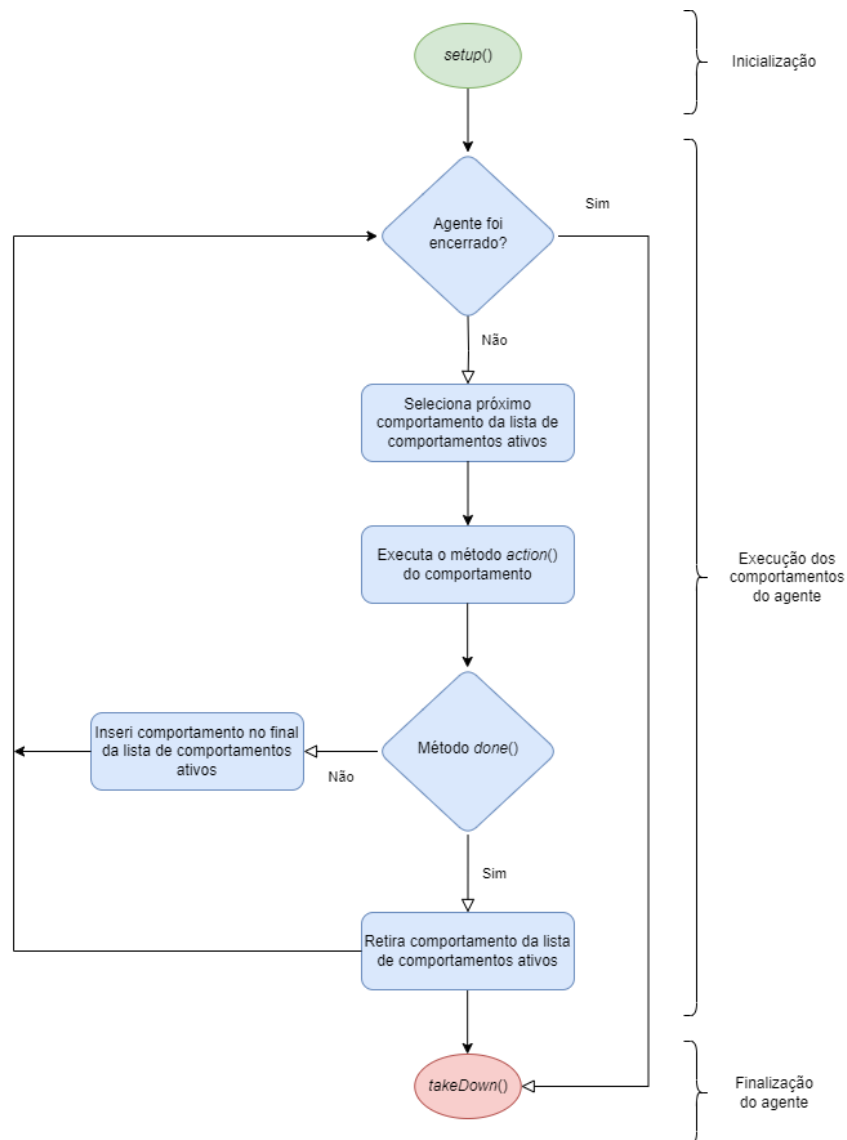 setup()
Inicialização
Agente foi
encerrado?
Sim
Não
Seleciona próximo
comportamento da lista de
comportamentos ativos
Executa o método action()
do comportamento
Execução dos
comportamentos
do agente
Método done()
Inseri comportamento no final
da lista de comportamentos
ativos
Não
Sim
Retira comportamento da lista
de comportamentos ativos
takeDown()
Finalização
do agente